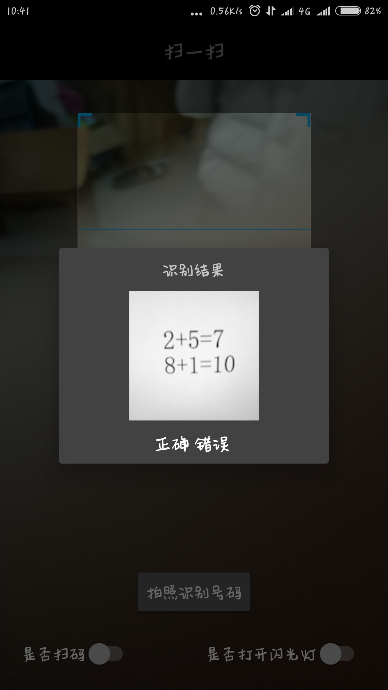 10:41
... 0.56K/s 4G 82%
扫一扫
识别结果
2+5=7
8+1=10
正确 错误
拍照识别号码
是否扫码 是否打开闪光灯